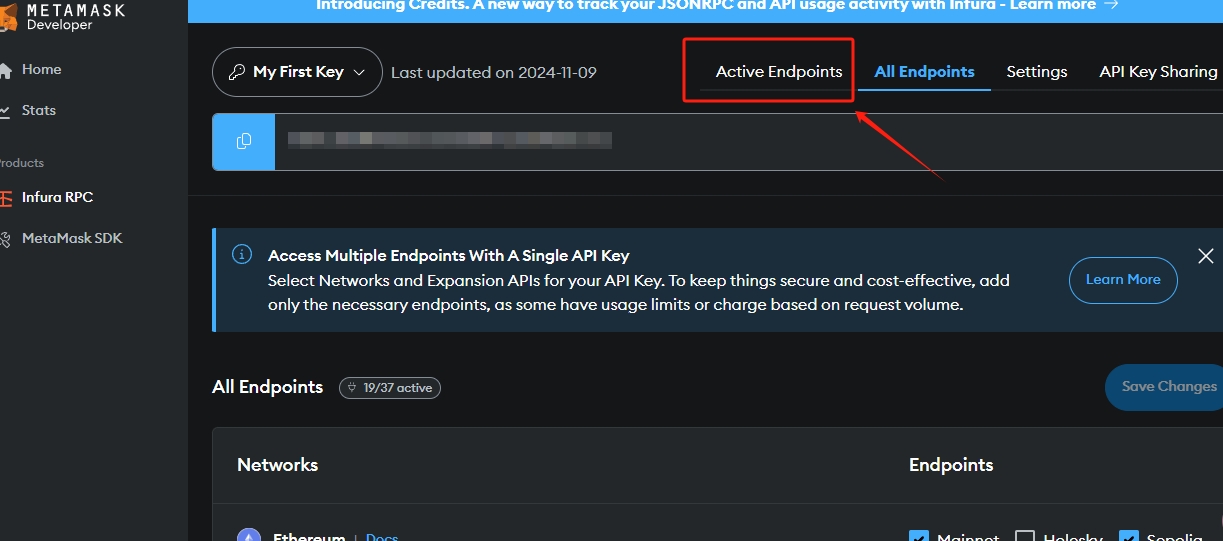 METAMASK
Developer
Introducing Credits. A new way to track your JSONRPC and API usage activity with Infura - Learn more →
Home
Stats
Products
Infura RPC
MetaMask SDK
My First Key
Last updated on 2024-11-09
Active Endpoints
All Endpoints
Settings
API Key Sharing
Access Multiple Endpoints With A Single API Key
Select Networks and Expansion APIs for your API Key. To keep things secure and cost-effective, add
only the necessary endpoints, as some have usage limits or charge based on request volume.
Learn More
All Endpoints
19/37 active
Save Changes
Networks
Endpoints
Ethereum | Docs
Mainnet
Holesky
Sepolia